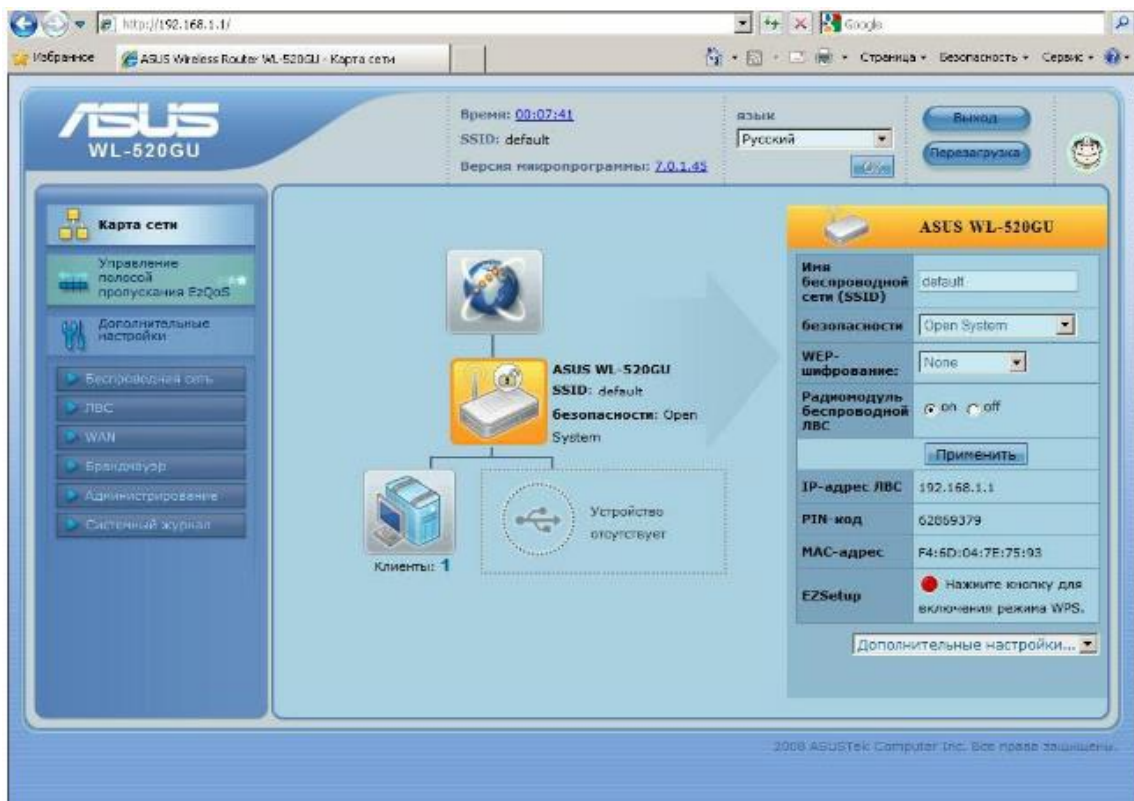 http://192.168.1.1/
Google
Избранное
ASUS Wireless Router WL-520GU - Карта сети
Страница
Безопасность
Сервис
ASUS
WL-520GU
Время: 00:07:41
SSID: default
Версия микропрограммы: 7.0.1.45
язык
Русский
Выход
Перезагрузка
Карта сети
Управление
полосой
пропускания EzQoS
Дополнительные
настройки
Беспроводная сеть
ЛВС
WAN
Брандмауэр
Администрирование
Системный журнал
ASUS WL-520GU
SSID: default
безопасности: Open
System
Клиенты: 1
Устройство
отсутствует
ASUS WL-520GU
Имя
беспроводной
сети (SSID)
default
безопасности
Open System
WEP-
шифрование:
None
Радиомодуль
беспроводной
ЛВС
on off
Применить
IP-адрес ЛВС
192.168.1.1
PIN-код
62869379
MAC-адрес
F4:6D:04:7E:75:93
EZSetup
Нажмите кнопку для
включения режима WPS.
Дополнительные настройки...
2008 ASUSTek Computer Inc. Все права защищены.